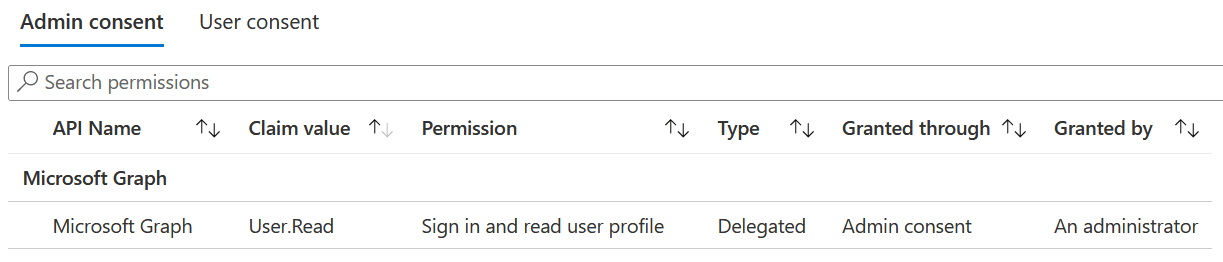 Admin consent User consent
Search permissions
API Name Claim value Permission Type Granted through Granted by
Microsoft Graph
Microsoft Graph User.Read Sign in and read user profile Delegated Admin consent An administrator